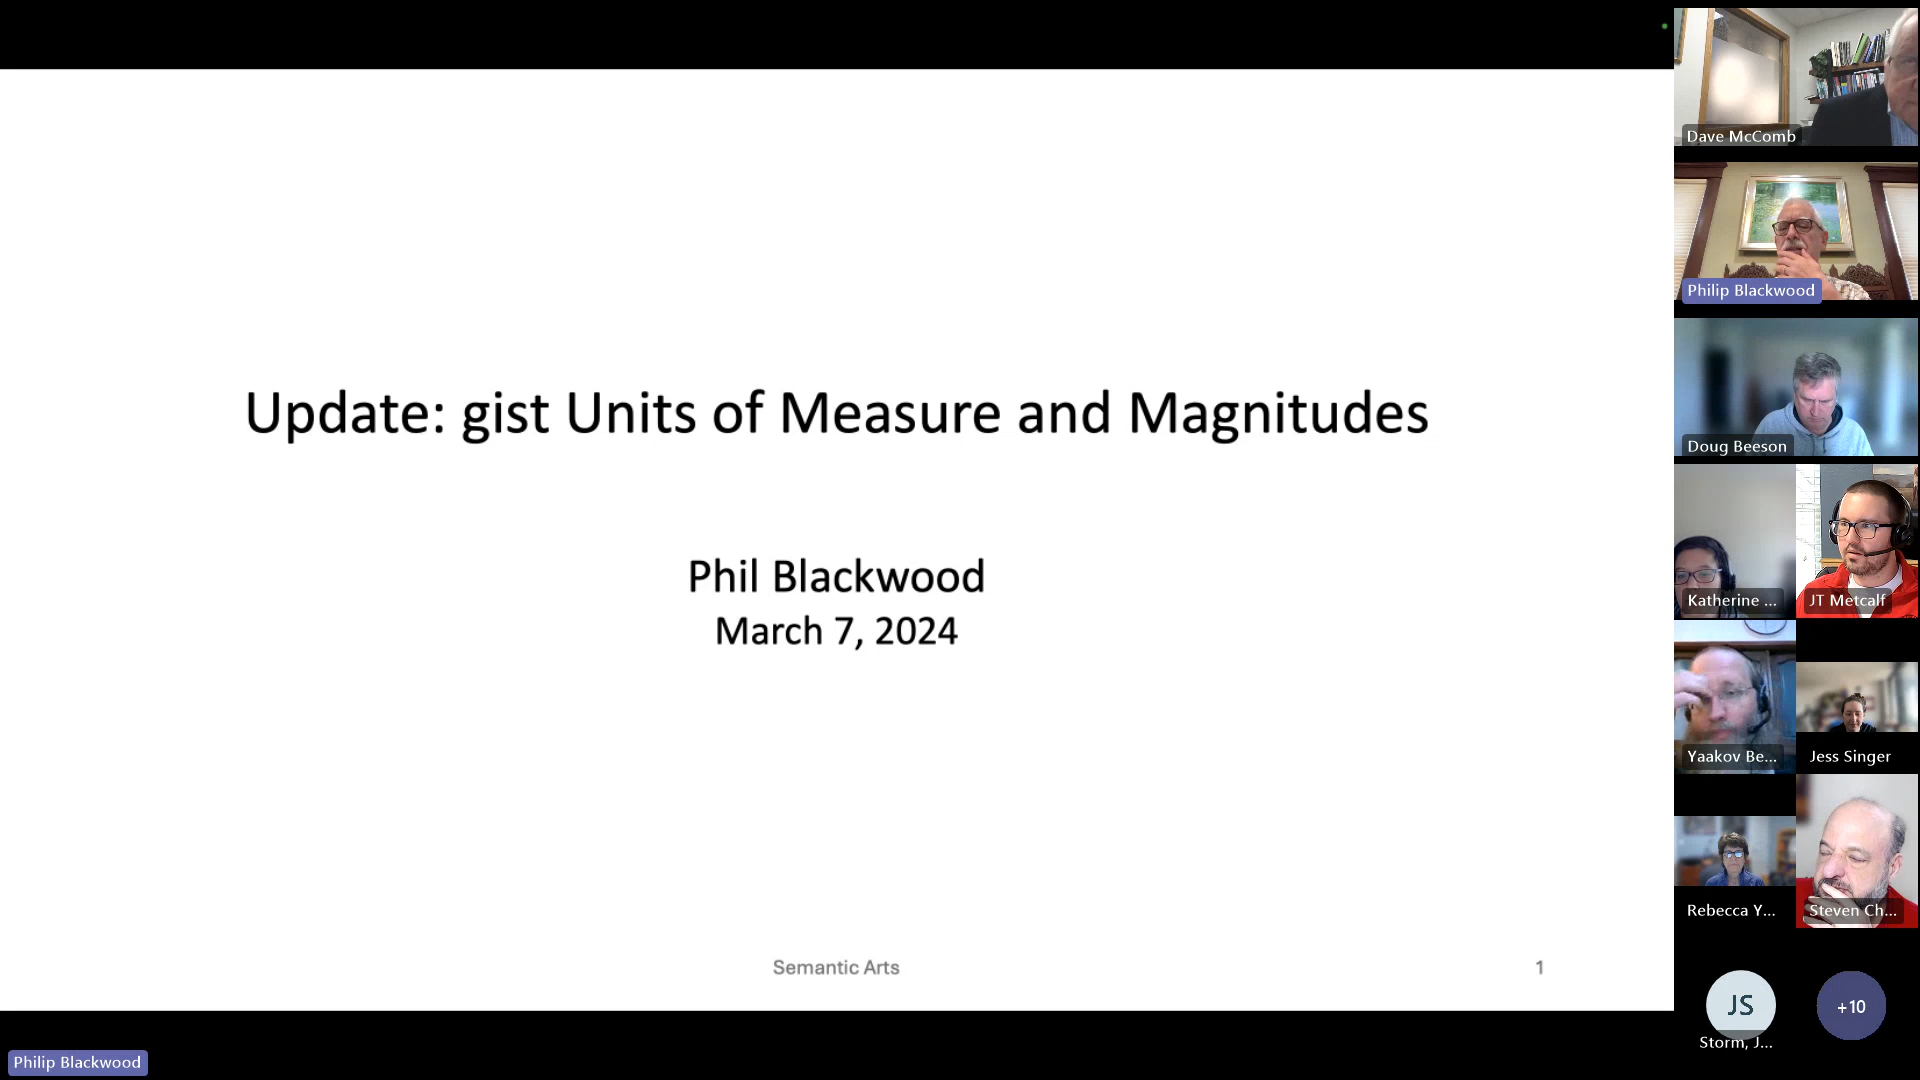 Update: gist Units of Measure and Magnitudes
Phil Blackwood
March 7, 2024
Semantic Arts
1
Philip Blackwood
Dave McComb
Philip Blackwood
Doug Beeson
Katherine ...
JT Metcalf
Yaakov Be...
Jess Singer
Rebecca Y...
Steven Ch...
JS
Storm, J...
+10